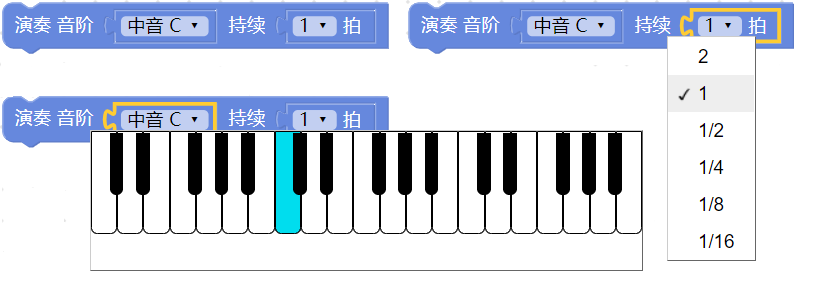 演奏 音阶 中音 C ▾ 持续 1 ▾ 拍
演奏 音阶 中音 C ▾ 持续 1 ▾ 拍
2
✓ 1
1/2
1/4
1/8
1/16
演奏 音阶 中音 C ▾ 持续 1 ▾ 拍